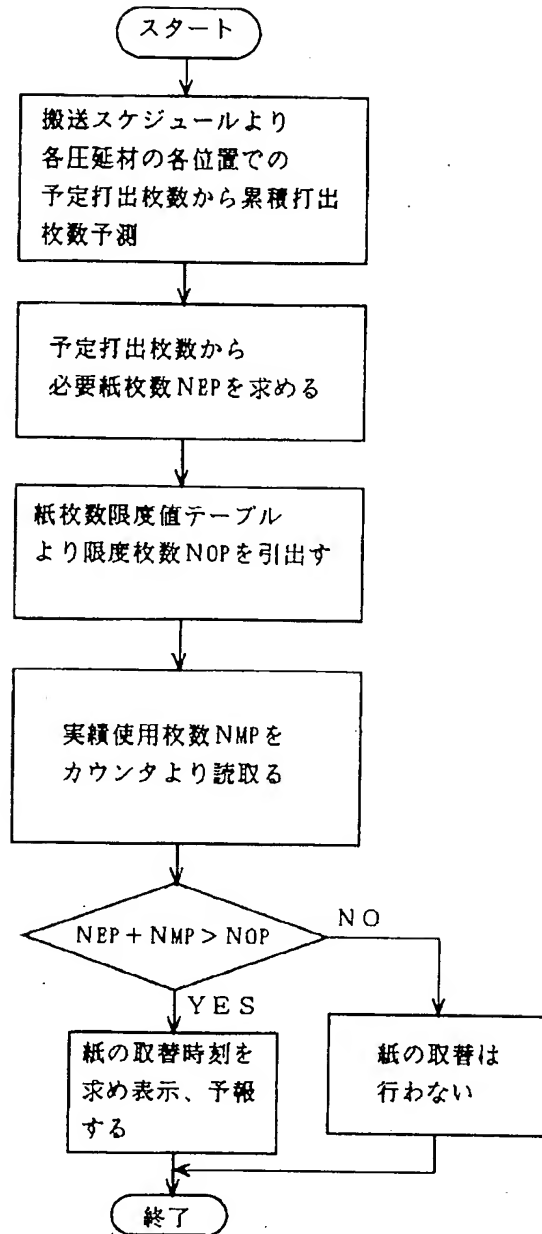 スタート
搬送スケジュールより
各圧延材の各位置での
予定打出枚数から累積打出
枚数予測
予定打出枚数から
必要紙枚数NEPを求める
紙枚数限度値テーブル
より限度枚数NOPを引出す
実績使用枚数NMPを
カウンタより読取る
NEP+NMP>NOP
NO
YES
紙の取替時刻を
求め表示、予報
する
紙の取替は
行わない
終了